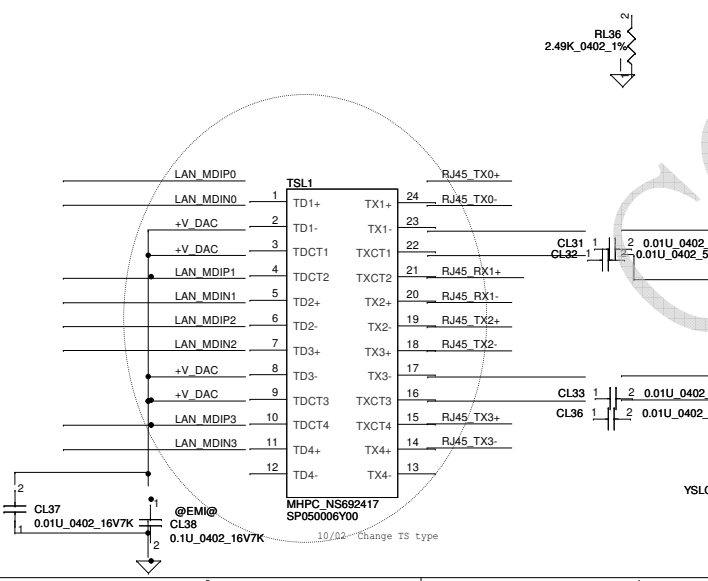 2
RL36
2.49K_0402_1%
LAN_MDIP0
LAN_MDIN0
+V_DAC
+V_DAC
LAN_MDIP1
LAN_MDIN1
LAN_MDIP2
LAN_MDIN2
+V_DAC
+V_DAC
LAN_MDIP3
LAN_MDIN3
TSL1
1 TD1+ TX1+ 24
2 TD1- TX1- 23
3 TDCT1 TXCT1 22
4 TDCT2 TXCT2 21
5 TD2+ TX2+ 20
6 TD2- TX2- 19
7 TD3+ TX3+ 18
8 TD3- TX3- 17
9 TDCT3 TXCT3 16
10 TDCT4 TXCT4 15
11 TD4+ TX4+ 14
12 TD4- TX4- 13
MHPC_NS692417
SP050006Y00
10/02 Change TS type
RJ45_TX0+
RJ45_TX0-
RJ45_RX1+
RJ45_RX1-
RJ45_TX2+
RJ45_TX2-
RJ45_TX3+
RJ45_TX3-
CL31 1 2 0.01U_0402
CL32 1 2 0.01U_0402_5
CL33 1 2 0.01U_0402
CL36 1 2 0.01U_0402_
YSLC
2
CL37
0.01U_0402_16V7K
1
1
@EMI@
CL38
0.1U_0402_16V7K
2